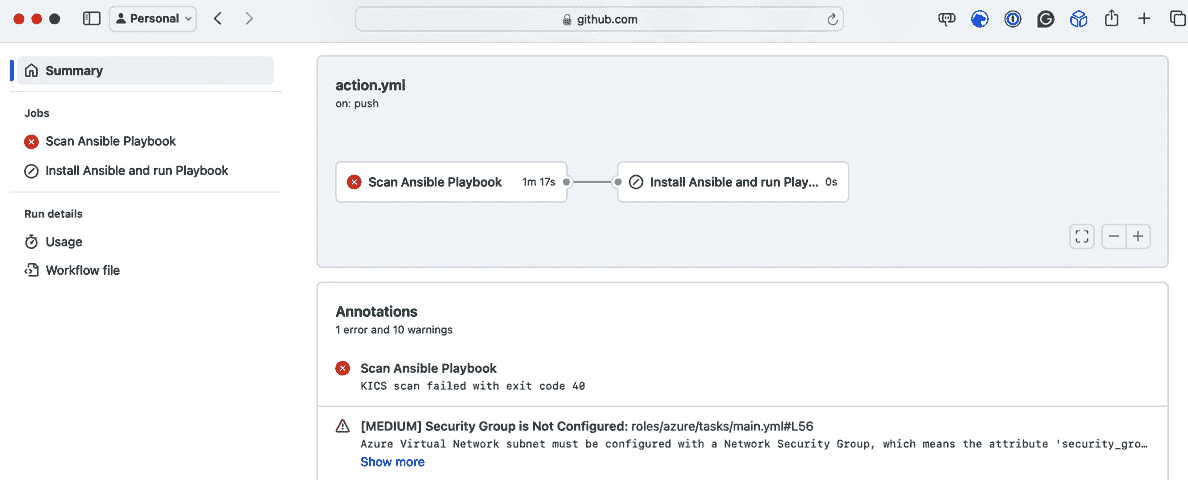 Personal
github.com
Summary
Jobs
Scan Ansible Playbook
Install Ansible and run Playbook
Run details
Usage
Workflow file
action.yml
on: push
Scan Ansible Playbook 1m 17s
Install Ansible and run Play... 0s
Annotations
1 error and 10 warnings
Scan Ansible Playbook
KICS scan failed with exit code 40
[MEDIUM] Security Group is Not Configured: roles/azure/tasks/main.yml#L56
Azure Virtual Network subnet must be configured with a Network Security Group, which means the attribute 'security_gro…
Show more